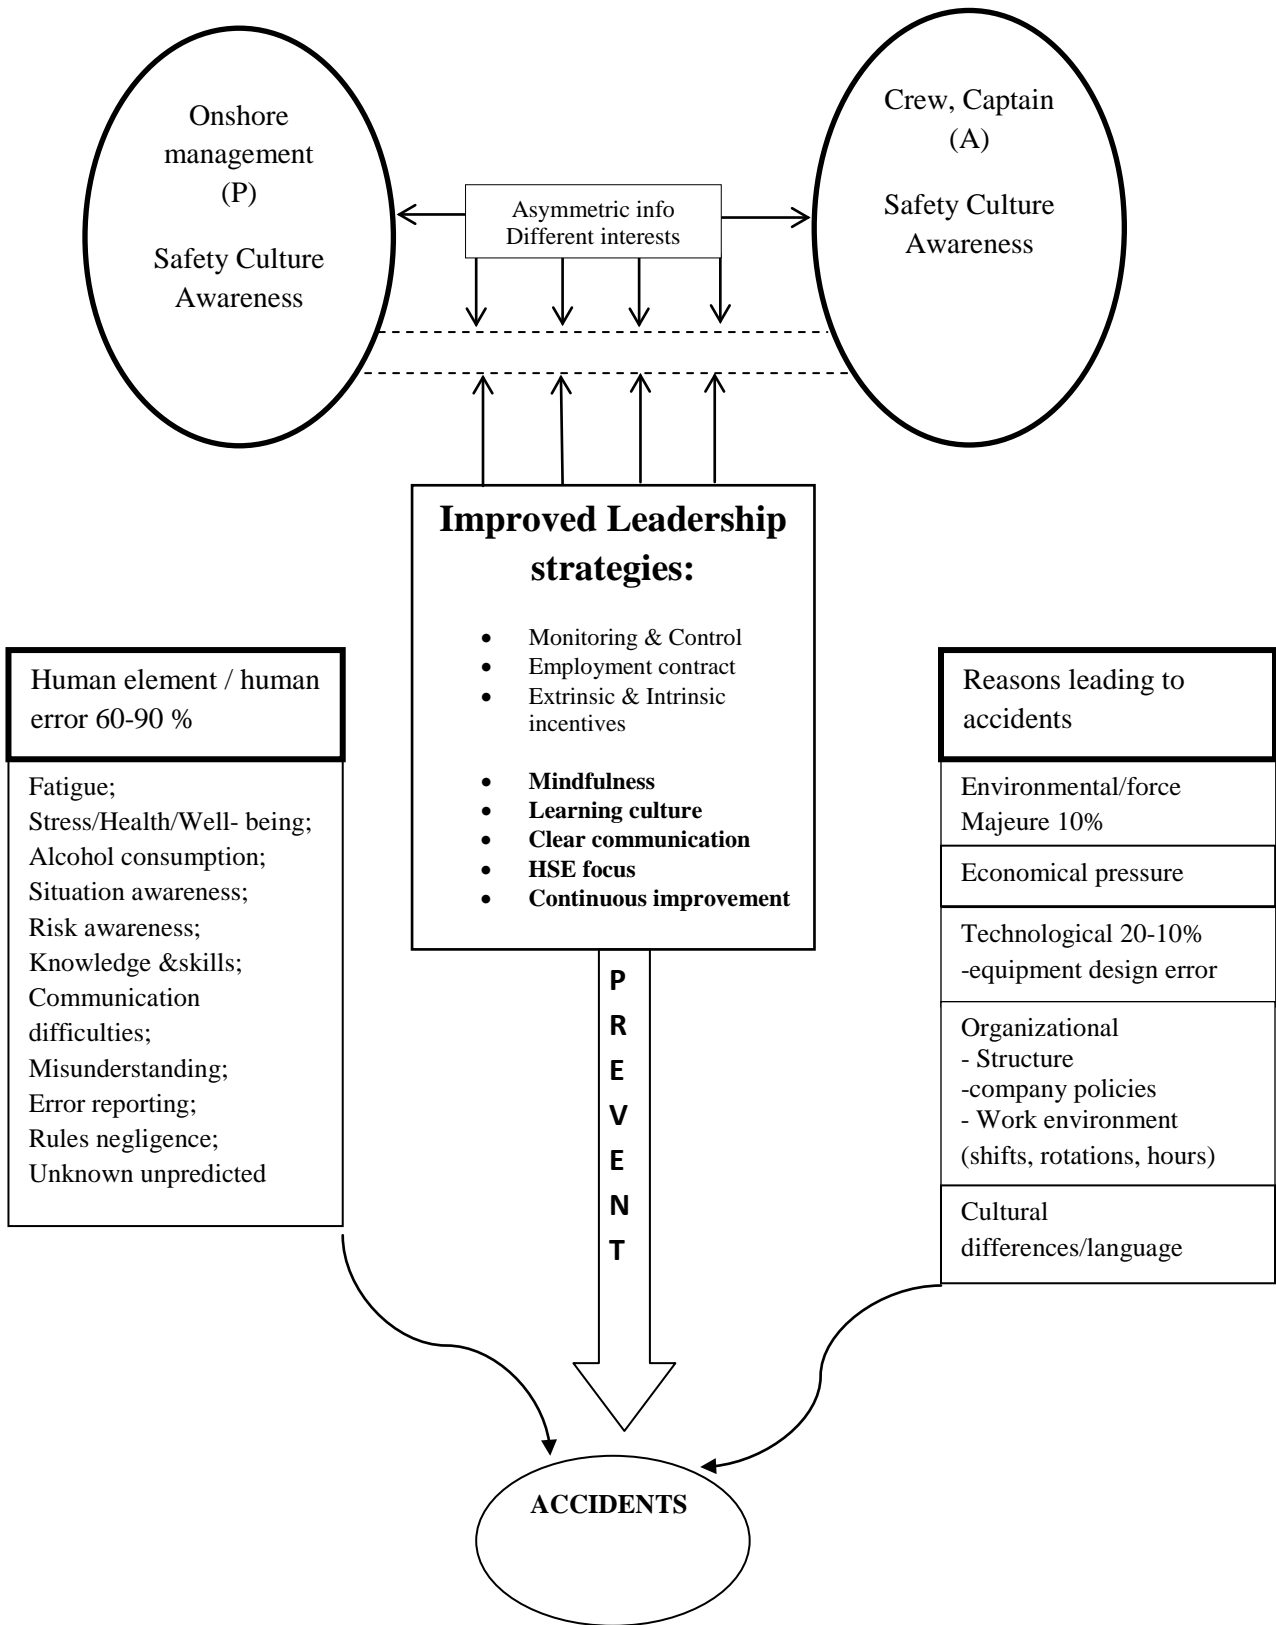 Onshore
management
(P)
Safety Culture
Awareness
Asymmetric info
Different interests
Crew, Captain
(A)
Safety Culture
Awareness
Improved Leadership
strategies:
• Monitoring & Control
• Employment contract
• Extrinsic & Intrinsic
incentives
• Mindfulness
• Learning culture
• Clear communication
• HSE focus
• Continuous improvement
Human element / human
error 60-90 %
Fatigue;
Stress/Health/Well- being;
Alcohol consumption;
Situation awareness;
Risk awareness;
Knowledge &skills;
Communication
difficulties;
Misunderstanding;
Error reporting;
Rules negligence;
Unknown unpredicted
Reasons leading to
accidents
Environmental/force
Majeure 10%
Economical pressure
Technological 20-10%
-equipment design error
Organizational
- Structure
-company policies
- Work environment
(shifts, rotations, hours)
Cultural
differences/language
P
R
E
V
E
N
T
ACCIDENTS